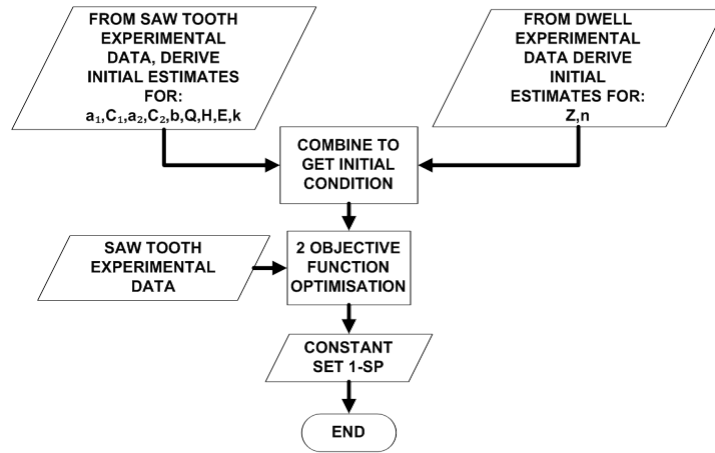 FROM SAW TOOTH
EXPERIMENTAL
DATA, DERIVE
INITIAL ESTIMATES
FOR:
a₁,C₁,a₂,C₂,b,Q,H,E,k
FROM DWELL
EXPERIMENTAL
DATA DERIVE
INITIAL
ESTIMATES FOR:
Z,n
COMBINE TO
GET INITIAL
CONDITION
SAW TOOTH
EXPERIMENTAL
DATA
2 OBJECTIVE
FUNCTION
OPTIMISATION
CONSTANT
SET 1-SP
END